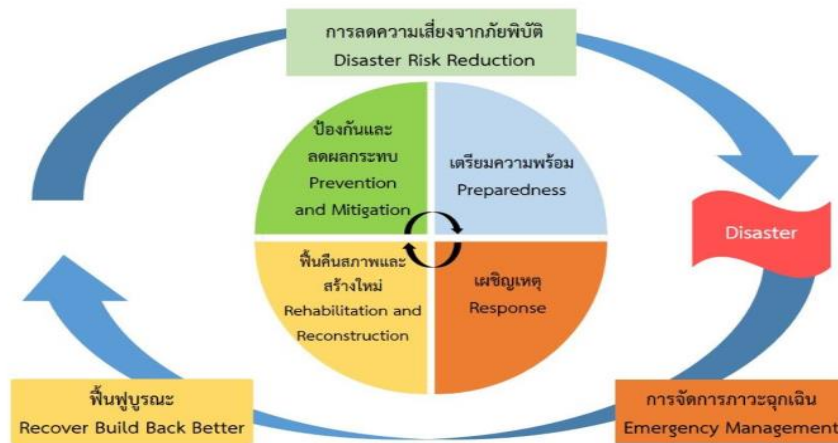 การลดความเสี่ยงจากภัยพิบัติ
Disaster Risk Reduction
ป้องกันและ
ลดผลกระทบ
Prevention
and Mitigation
เตรียมความพร้อม
Preparedness
Disaster
ฟื้นคืนสภาพและ
สร้างใหม่
Rehabilitation and
Reconstruction
เผชิญเหตุ
Response
ฟื้นฟูบูรณะ
Recover Build Back Better
การจัดการภาวะฉุกเฉิน
Emergency Management